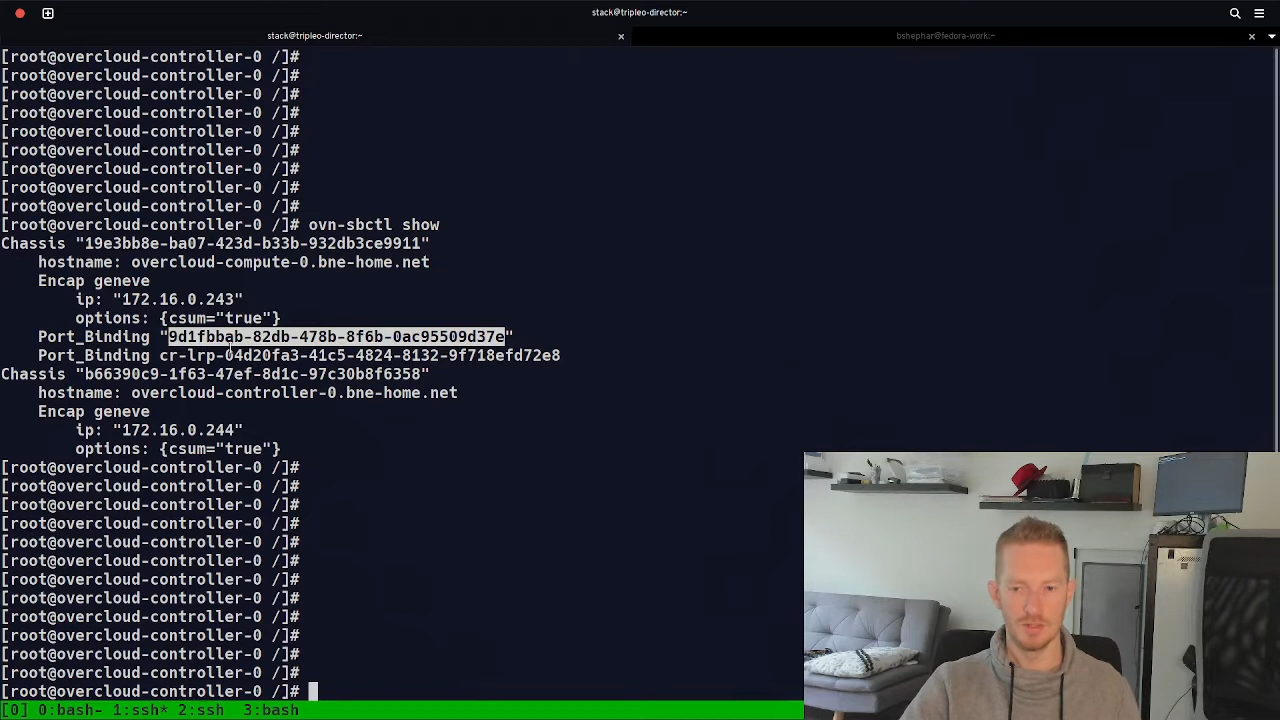 stack@tripleo-director:~
stack@tripleo-director:~
bshephar@fedora-work:~
[root@overcloud-controller-0 /]#
[root@overcloud-controller-0 /]#
[root@overcloud-controller-0 /]#
[root@overcloud-controller-0 /]#
[root@overcloud-controller-0 /]#
[root@overcloud-controller-0 /]#
[root@overcloud-controller-0 /]#
[root@overcloud-controller-0 /]#
[root@overcloud-controller-0 /]#
[root@overcloud-controller-0 /]# ovn-sbctl show
Chassis "19e3bb8e-ba07-423d-b33b-932db3ce9911"
    hostname: overcloud-compute-0.bne-home.net
    Encap geneve
        ip: "172.16.0.243"
        options: {csum="true"}
    Port_Binding "9d1fbbab-82db-478b-8f6b-0ac95509d37e"
    Port_Binding cr-lrp-04d20fa3-41c5-4824-8132-9f718efd72e8
Chassis "b66390c9-1f63-47ef-8d1c-97c30b8f6358"
    hostname: overcloud-controller-0.bne-home.net
    Encap geneve
        ip: "172.16.0.244"
        options: {csum="true"}
[root@overcloud-controller-0 /]#
[root@overcloud-controller-0 /]#
[root@overcloud-controller-0 /]#
[root@overcloud-controller-0 /]#
[root@overcloud-controller-0 /]#
[root@overcloud-controller-0 /]#
[root@overcloud-controller-0 /]#
[root@overcloud-controller-0 /]#
[root@overcloud-controller-0 /]#
[root@overcloud-controller-0 /]#
[root@overcloud-controller-0 /]#
[root@overcloud-controller-0 /]#
[root@overcloud-controller-0 /]#
[0] 0:bash- 1:ssh* 2:ssh  3:bash